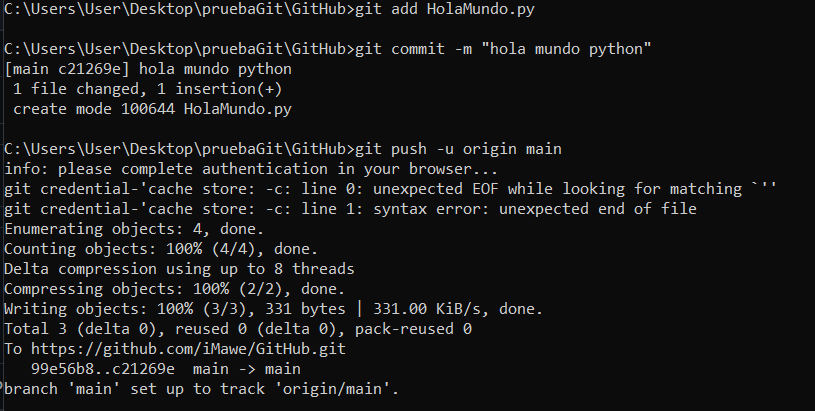 C:\Users\User\Desktop\pruebaGit\GitHub>git add HolaMundo.py
C:\Users\User\Desktop\pruebaGit\GitHub>git commit -m "hola mundo python"
[main c21269e] hola mundo python
 1 file changed, 1 insertion(+)
 create mode 100644 HolaMundo.py
C:\Users\User\Desktop\pruebaGit\GitHub>git push -u origin main
info: please complete authentication in your browser...
git credential-'cache store: -c: line 0: unexpected EOF while looking for matching `''
git credential-'cache store: -c: line 1: syntax error: unexpected end of file
Enumerating objects: 4, done.
Counting objects: 100% (4/4), done.
Delta compression using up to 8 threads
Compressing objects: 100% (2/2), done.
Writing objects: 100% (3/3), 331 bytes | 331.00 KiB/s, done.
Total 3 (delta 0), reused 0 (delta 0), pack-reused 0
To https://github.com/iMawe/GitHub.git
   99e56b8..c21269e  main -> main
branch 'main' set up to track 'origin/main'.